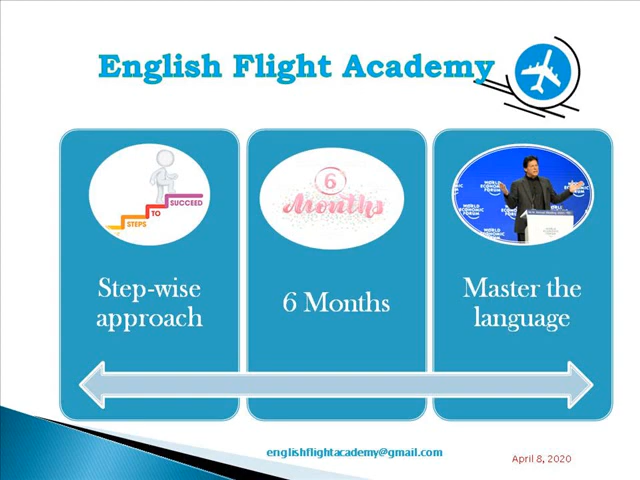 English Flight Academy
STEPS
TO
SUCCEED
6
Months
WORLD
ECONOMIC
FORUM
Step-wise
approach
6 Months
Master the
language
englishflightacademy@gmail.com
April 8, 2020